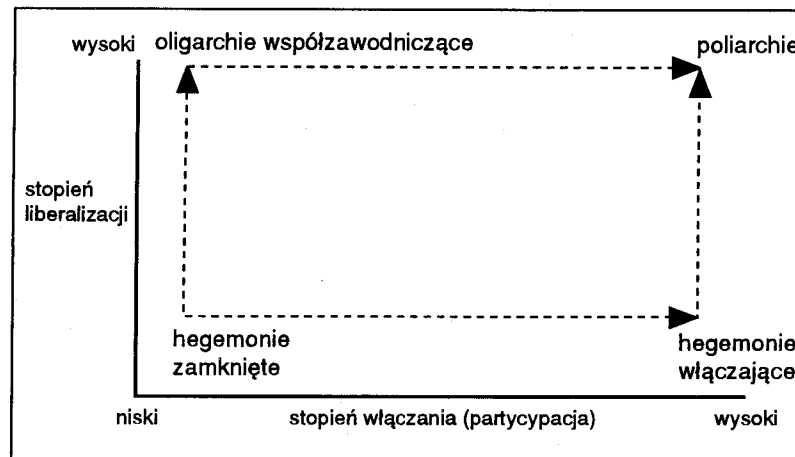 wysoki oligarchie współzawodniczące poliarchie
stopień
liberalizacji
hegemonie
zamknięte
hegemonie
włączające
niski stopień włączania (partycypacja) wysoki